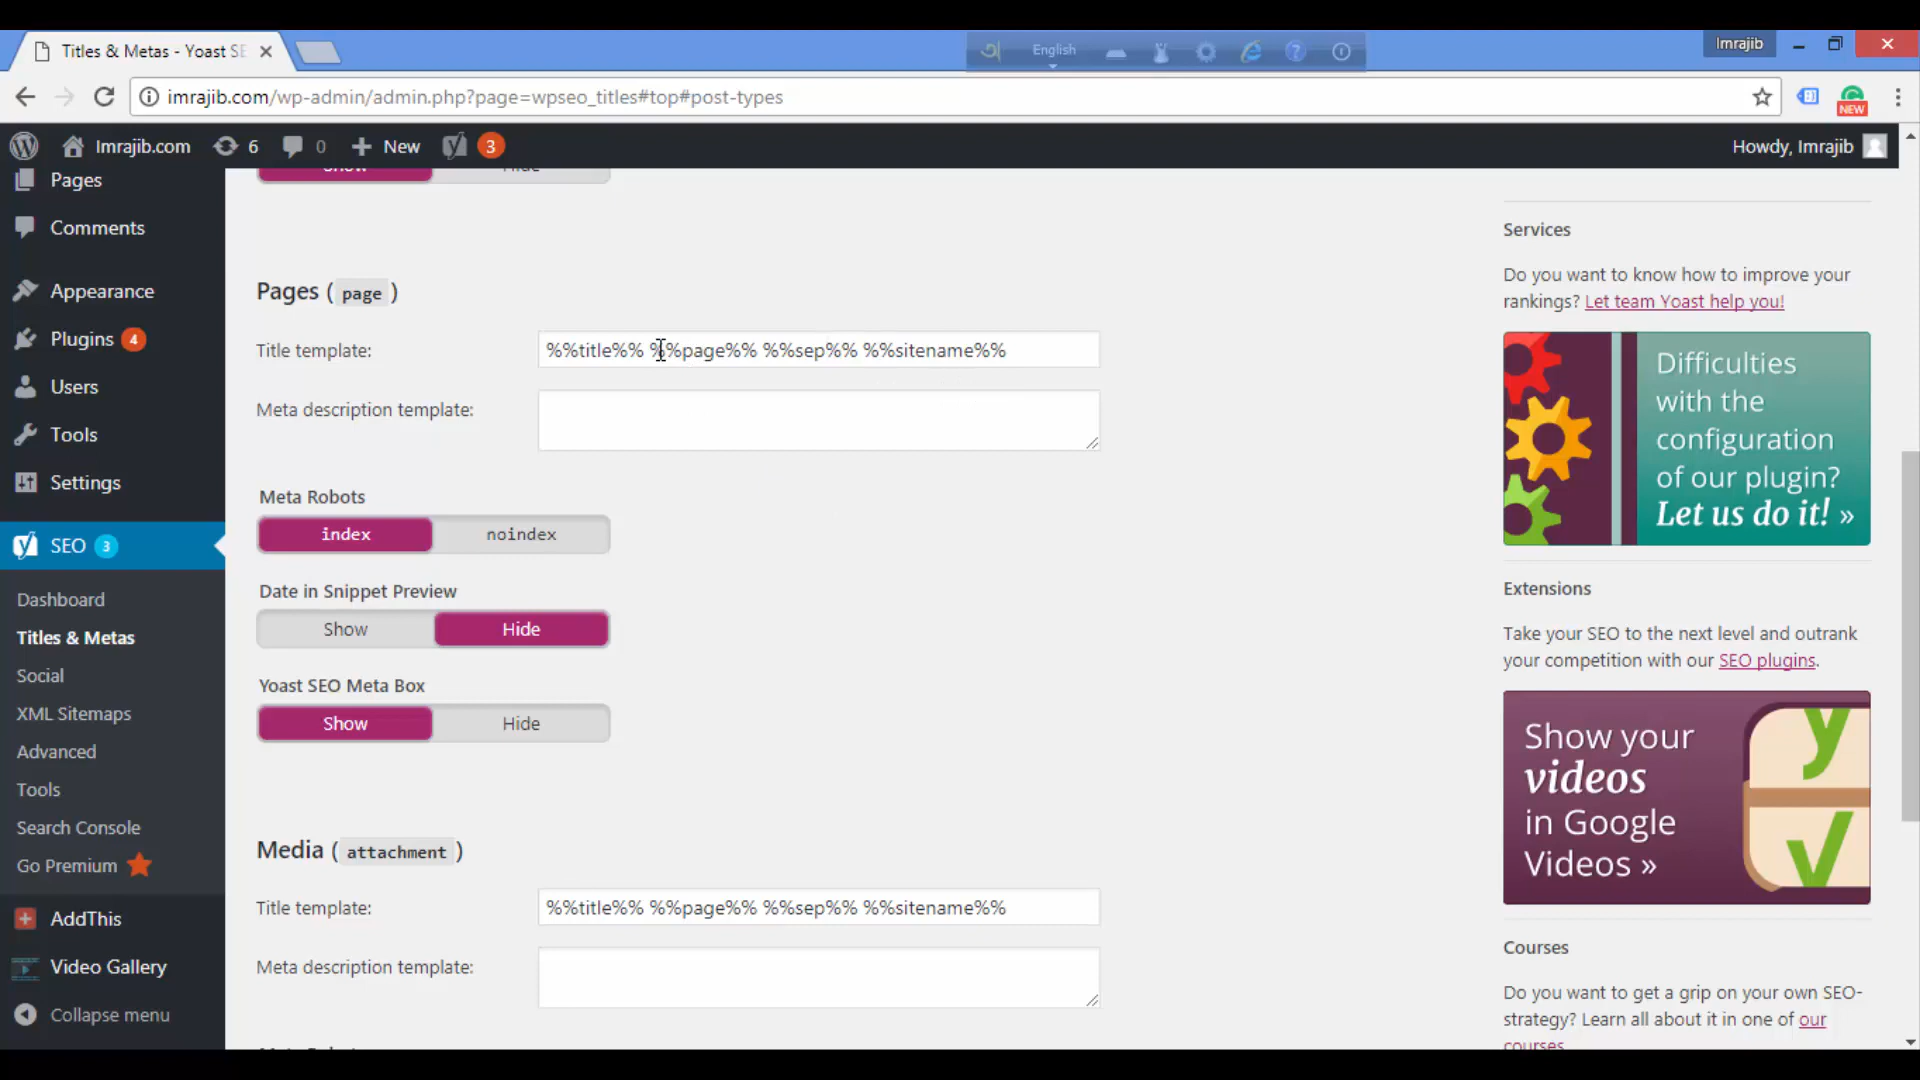 Titles & Metas - Yoast SE
English
Imrajib
imrajib.com/wp-admin/admin.php?page=wpseo_titles#top#post-types
NEW
Imrajib.com
6
0
New
3
Howdy, Imrajib
Pages
Comments
Appearance
Plugins 4
Users
Tools
Settings
SEO 3
Dashboard
Titles & Metas
Social
XML Sitemaps
Advanced
Tools
Search Console
Go Premium
AddThis
Video Gallery
Collapse menu
Show Hide
Pages ( page )
Title template: %%title%% %%page%% %%sep%% %%sitename%%
Meta description template:
Meta Robots
index noindex
Date in Snippet Preview
Show Hide
Yoast SEO Meta Box
Show Hide
Media ( attachment )
Title template: %%title%% %%page%% %%sep%% %%sitename%%
Meta description template:
Services
Do you want to know how to improve your
rankings? Let team Yoast help you!
Difficulties
with the
configuration
of our plugin?
Let us do it! »
Extensions
Take your SEO to the next level and outrank
your competition with our SEO plugins.
Show your
videos
in Google
Videos »
Courses
Do you want to get a grip on your own SEO-
strategy? Learn all about it in one of our
courses.